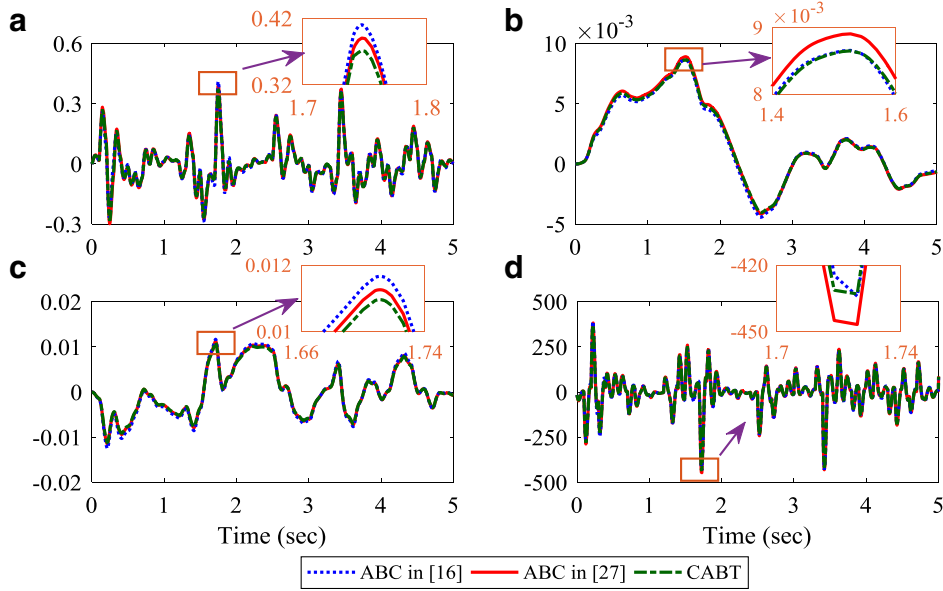 a
0.6
0.3
0
-0.3
0 1 2 3 4 5
0.42
0.32
1.7 1.8
b
×10⁻³
10
5
0
-5
0 1 2 3 4 5
×10⁻³
9
8
1.4 1.6
c
0.02
0.01
0
-0.01
-0.02
0 1 2 3 4 5
Time (sec)
0.012
0.01
1.66 1.74
d
500
250
0
-250
-500
0 1 2 3 4 5
Time (sec)
-420
-450
1.7 1.74
ABC in [16] ABC in [27] CABT